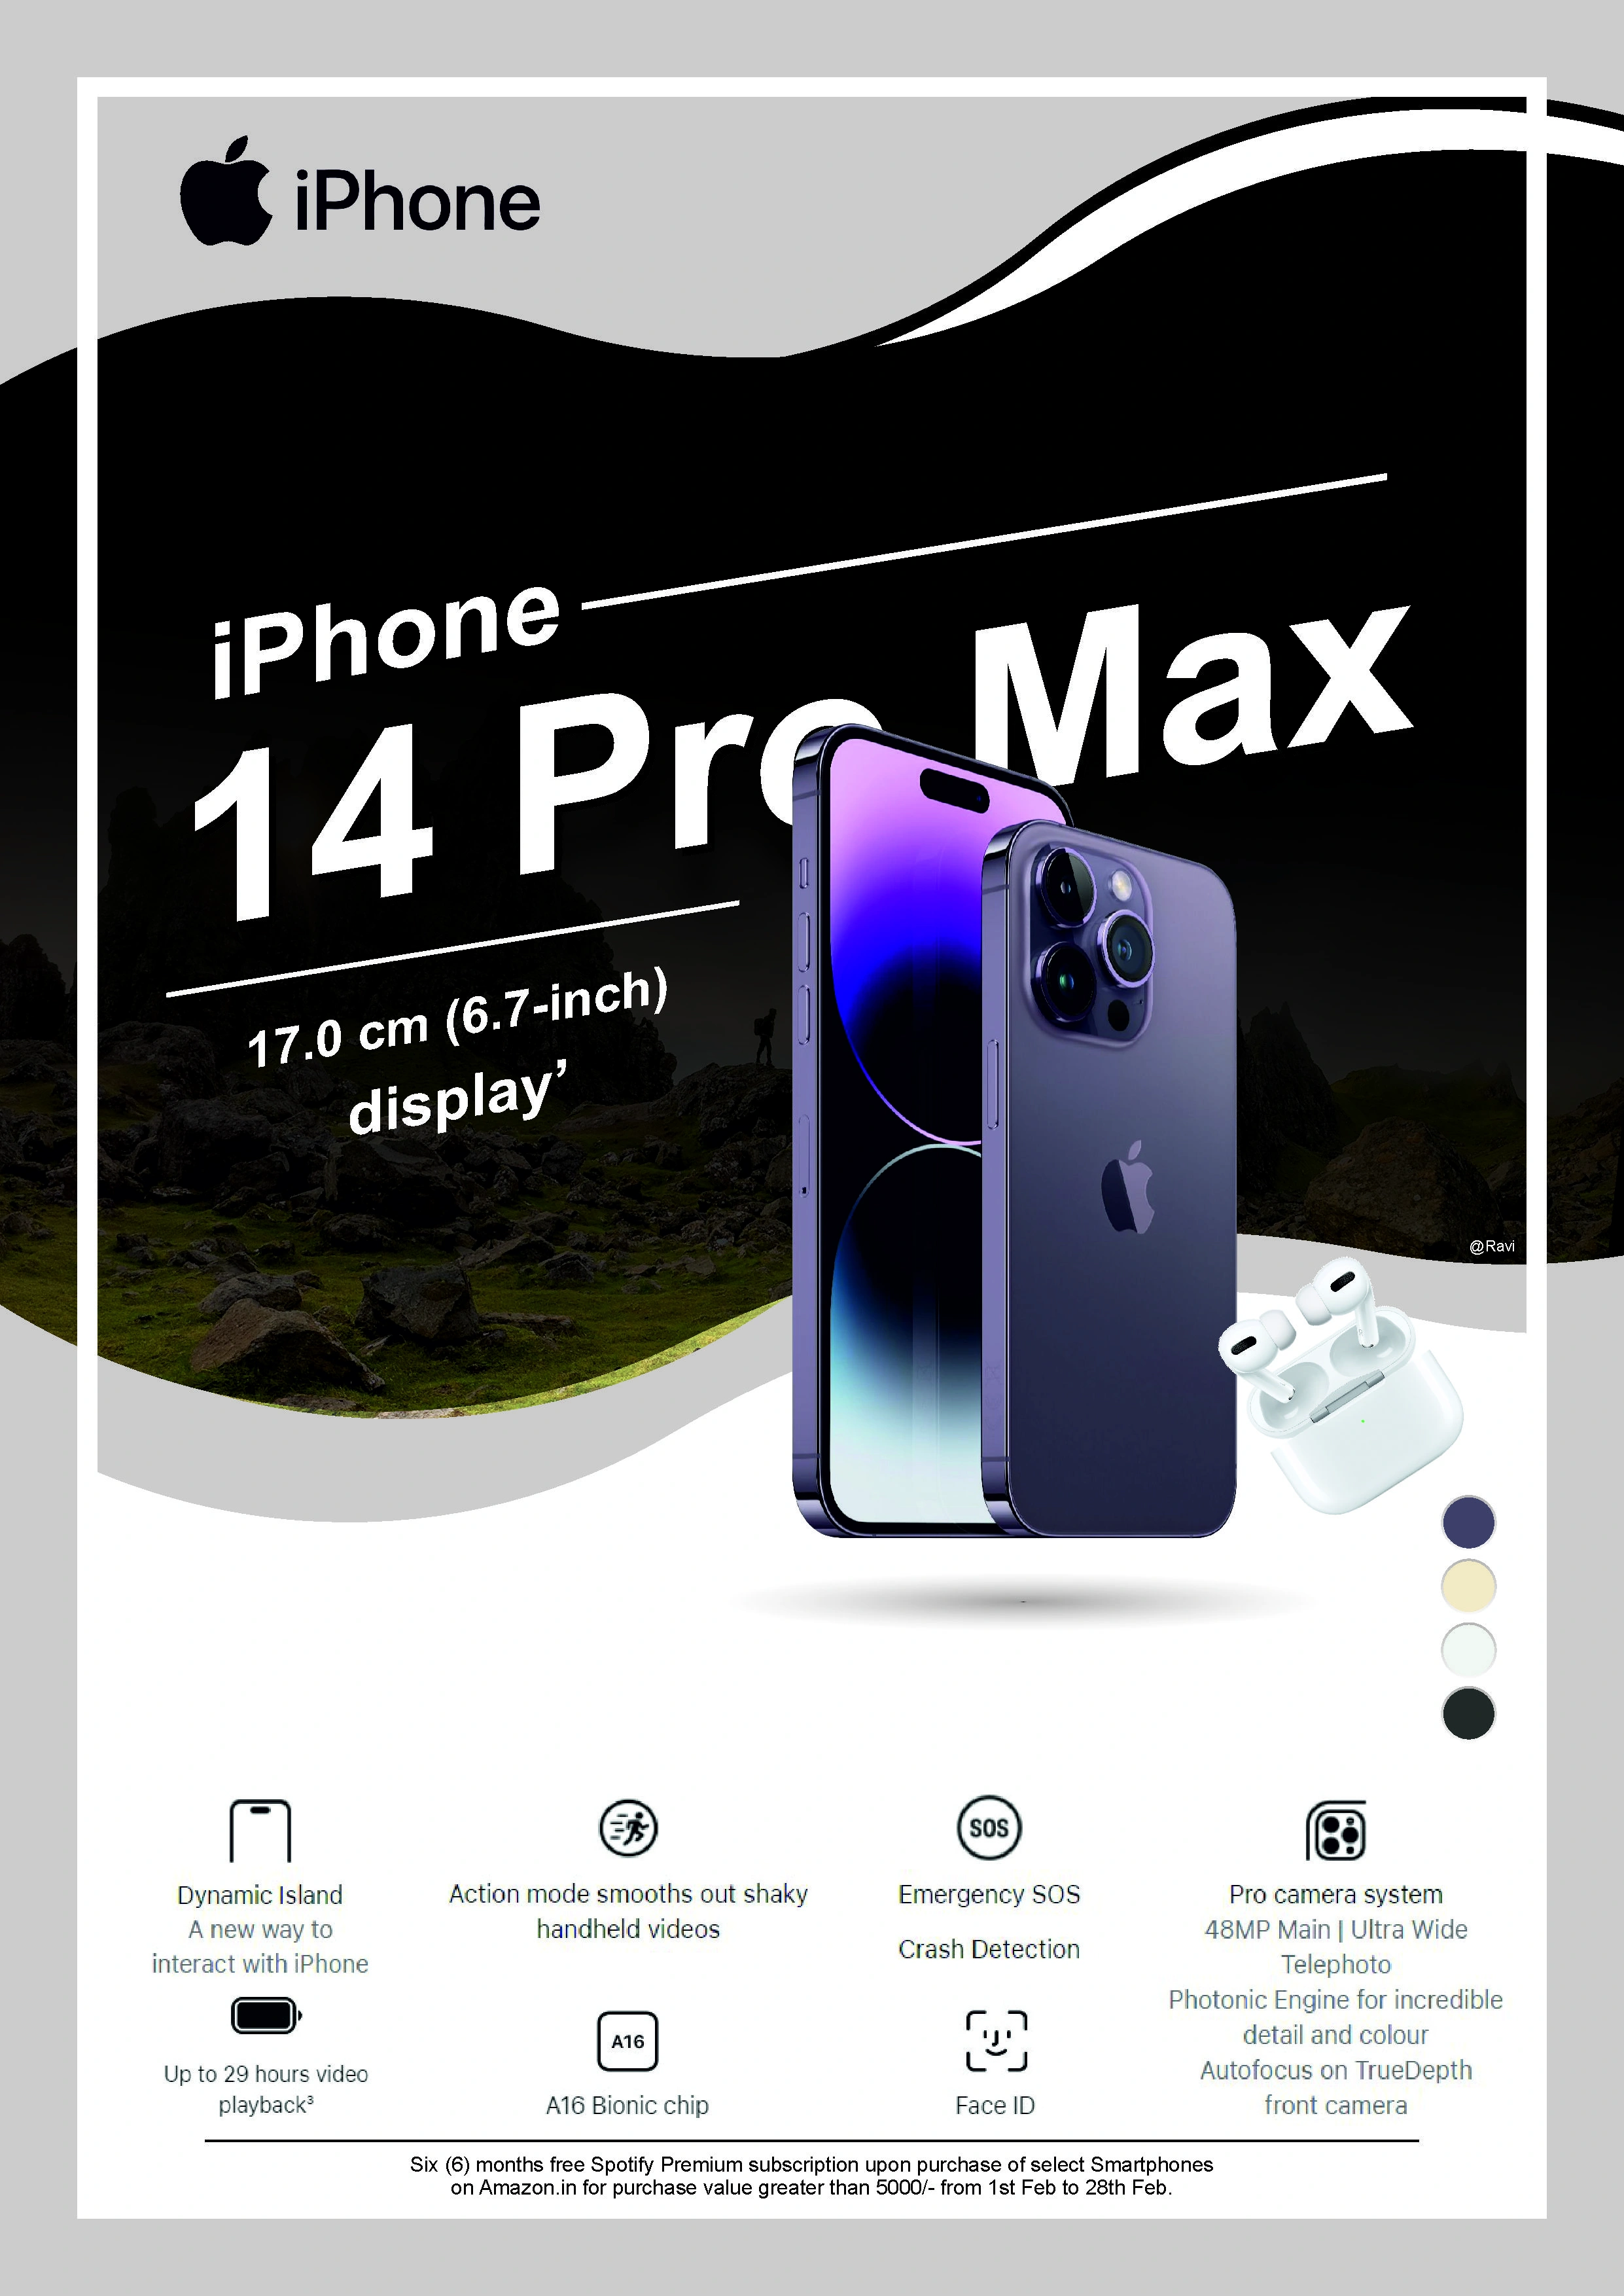 iPhone
iPhone
14 Pro Max
17.0 cm (6.7-inch)
display’
@Ravi
Dynamic Island
A new way to
interact with iPhone
Up to 29 hours video
playback³
Action mode smooths out shaky
handheld videos
A16
A16 Bionic chip
SOS
Emergency SOS
Crash Detection
Face ID
Pro camera system
48MP Main | Ultra Wide
Telephoto
Photonic Engine for incredible
detail and colour
Autofocus on TrueDepth
front camera
Six (6) months free Spotify Premium subscription upon purchase of select Smartphones
on Amazon.in for purchase value greater than 5000/- from 1st Feb to 28th Feb.